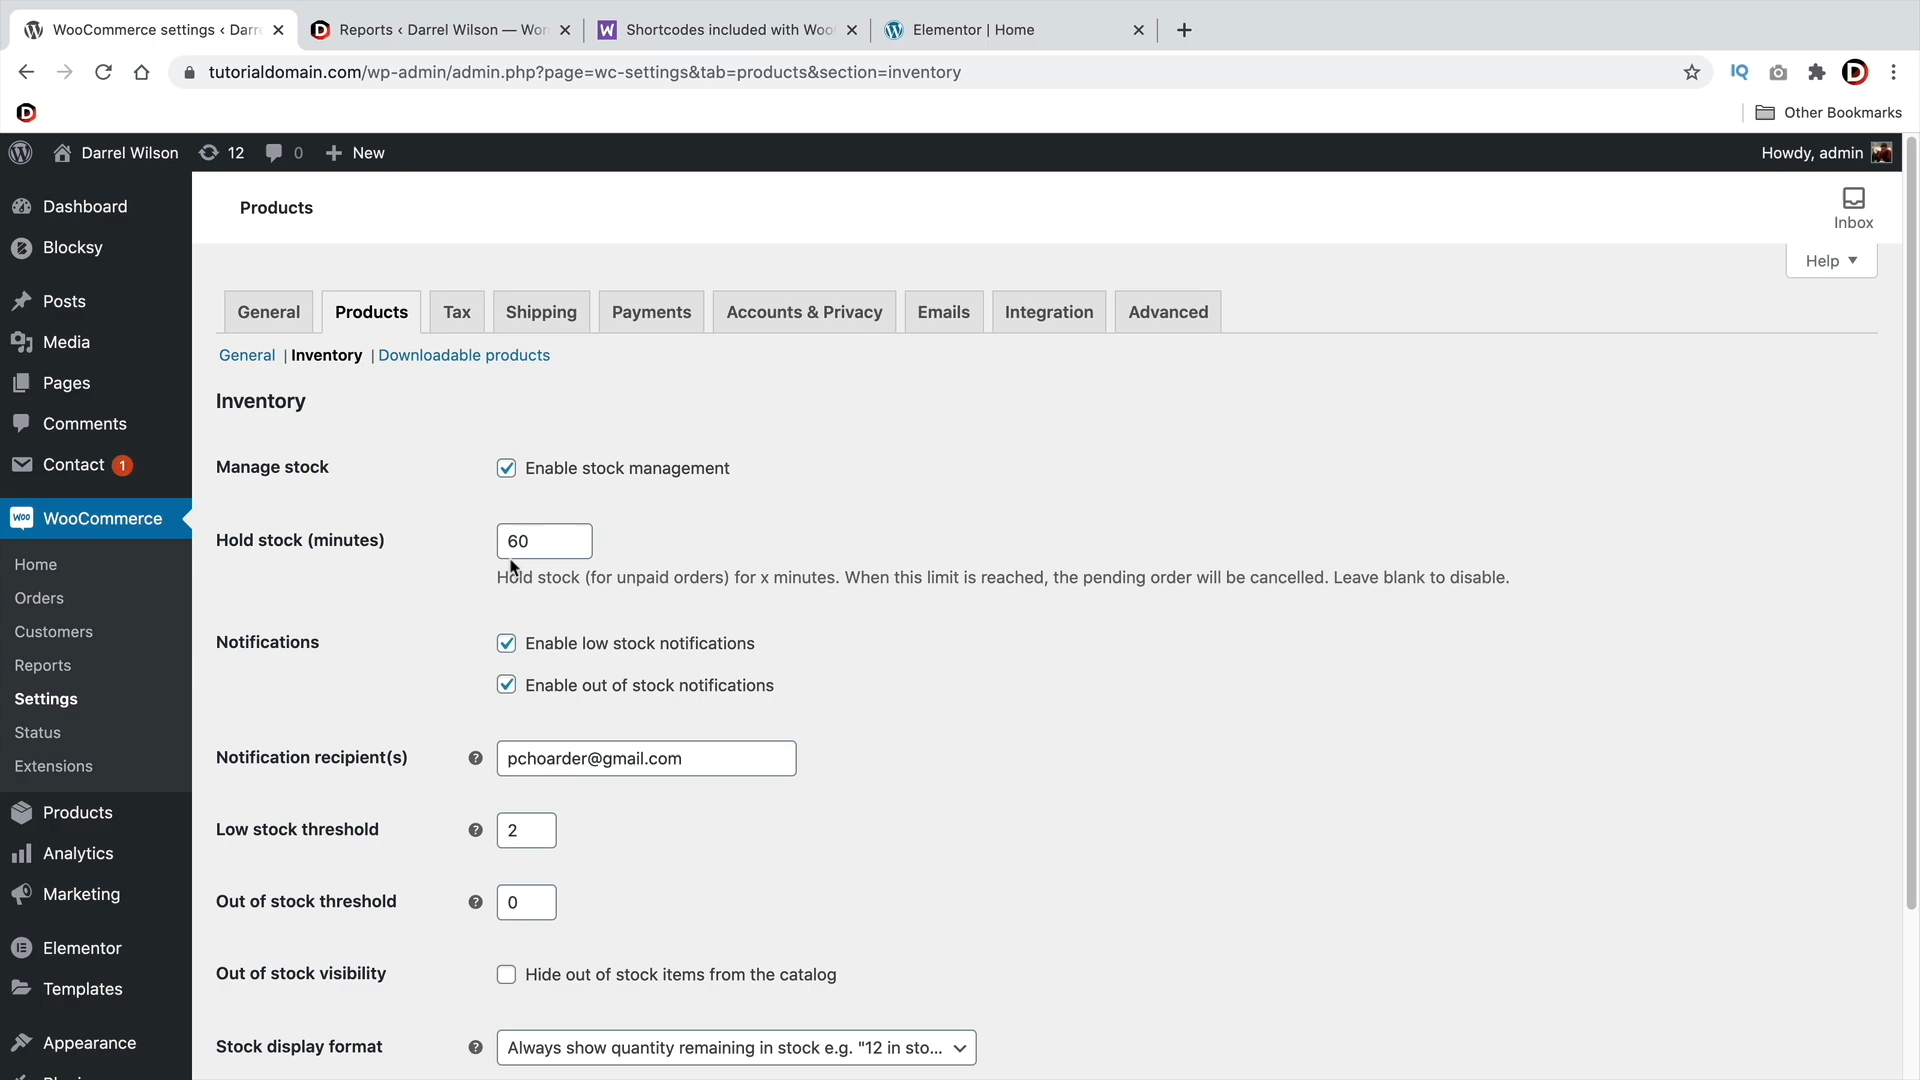 WooCommerce settings ‹ Darre
Reports ‹ Darrel Wilson — Wor
Shortcodes included with Woo
Elementor | Home
tutorialdomain.com/wp-admin/admin.php?page=wc-settings&tab=products&section=inventory
IQ
Other Bookmarks
Darrel Wilson
12
0
New
Howdy, admin
Dashboard
Blocksy
Posts
Media
Pages
Comments
Contact 1
WooCommerce
Home
Orders
Customers
Reports
Settings
Status
Extensions
Products
Analytics
Marketing
Elementor
Templates
Appearance
Products
Inbox
Help
General
Products
Tax
Shipping
Payments
Accounts & Privacy
Emails
Integration
Advanced
General | Inventory | Downloadable products
Inventory
Manage stock
Enable stock management
Hold stock (minutes)
60
Hold stock (for unpaid orders) for x minutes. When this limit is reached, the pending order will be cancelled. Leave blank to disable.
Notifications
Enable low stock notifications
Enable out of stock notifications
Notification recipient(s)
pchoarder@gmail.com
Low stock threshold
2
Out of stock threshold
0
Out of stock visibility
Hide out of stock items from the catalog
Stock display format
Always show quantity remaining in stock e.g. "12 in sto...